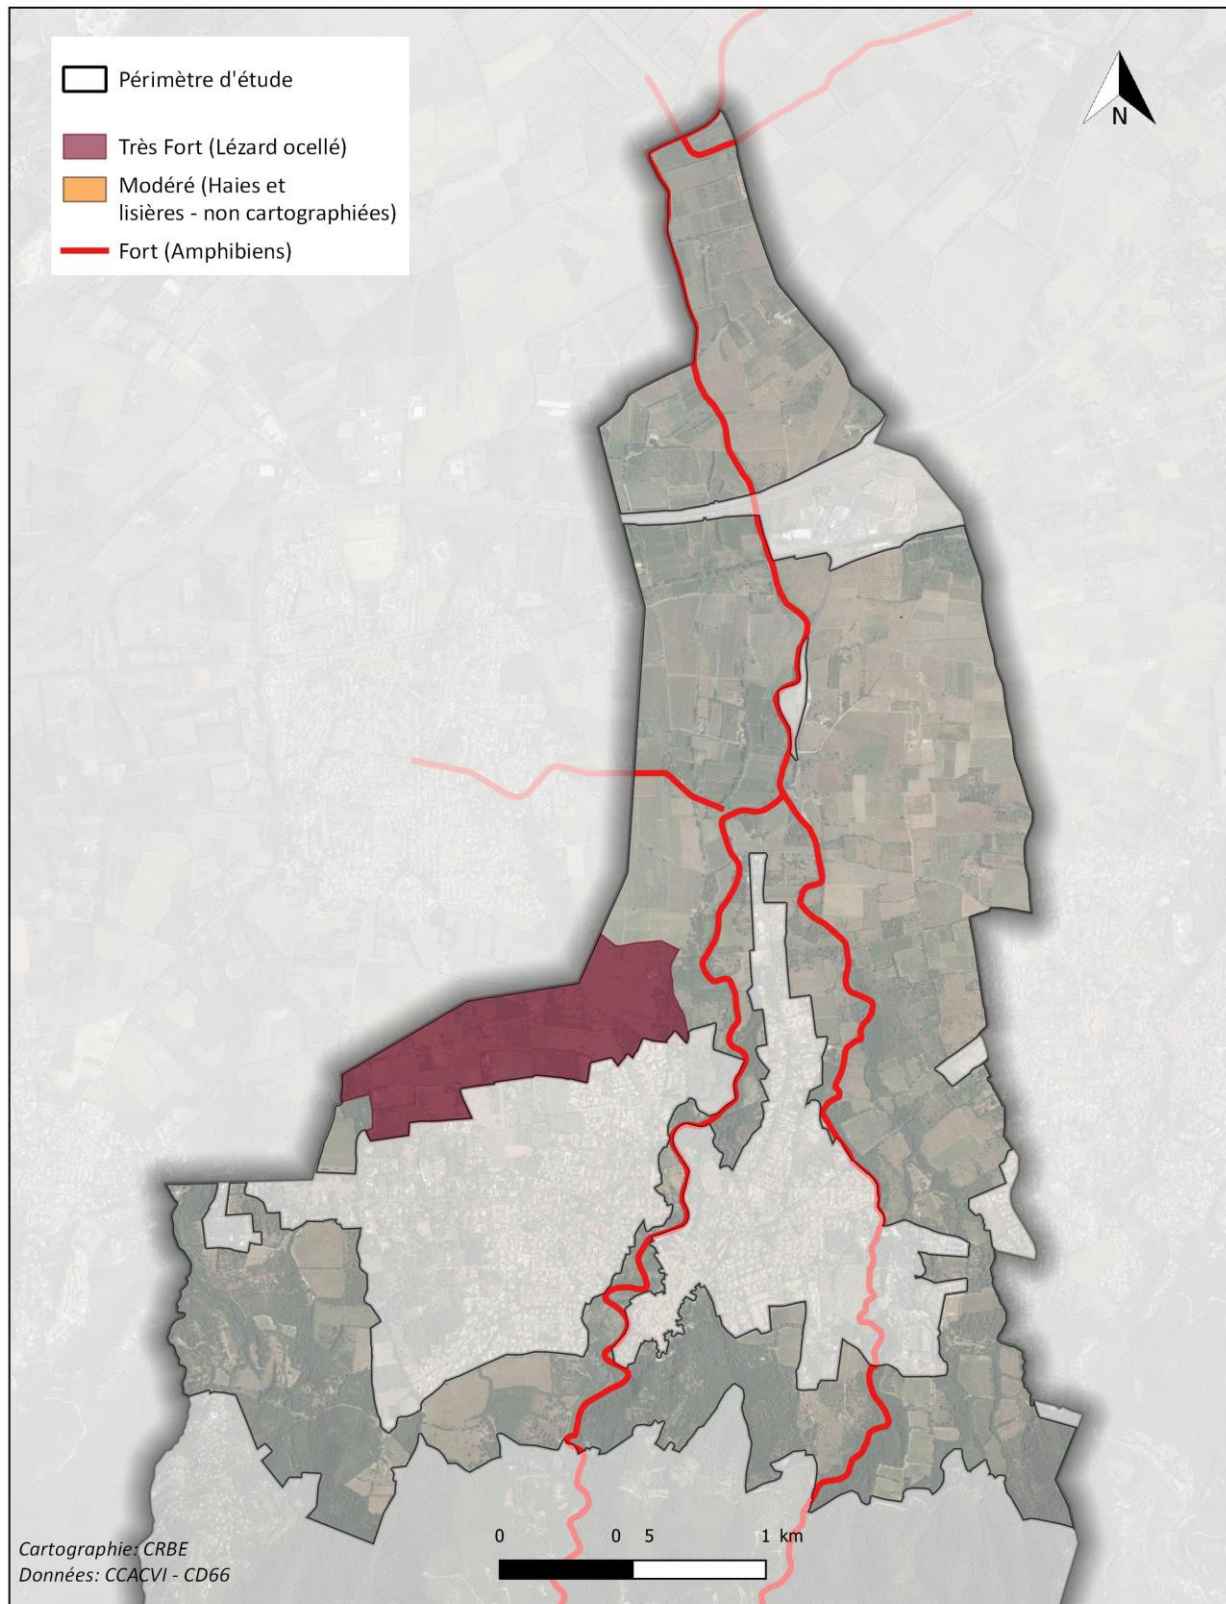 Périmètre d'étude
Très Fort (Lézard ocellé)
Modéré (Haies et
lisières - non cartographiées)
Fort (Amphibiens)
N
0 0 5 1 km
Cartographie: CRBE
Données: CCACVI - CD66